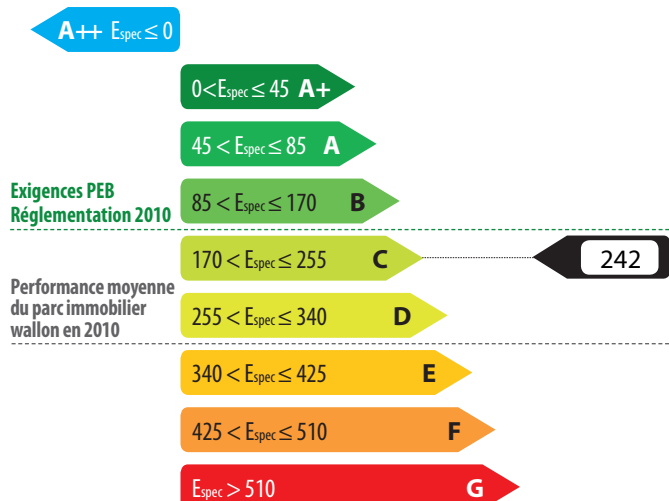 A++ Espec ≤ 0
0<Espec ≤ 45 A+
45 < Espec ≤ 85 A
Exigences PEB
Réglementation 2010
85 < Espec ≤ 170 B
170 < Espec ≤ 255 C
242
Performance moyenne
du parc immobilier
wallon en 2010
255 < Espec ≤ 340 D
340 < Espec ≤ 425 E
425 < Espec ≤ 510 F
Espec > 510 G